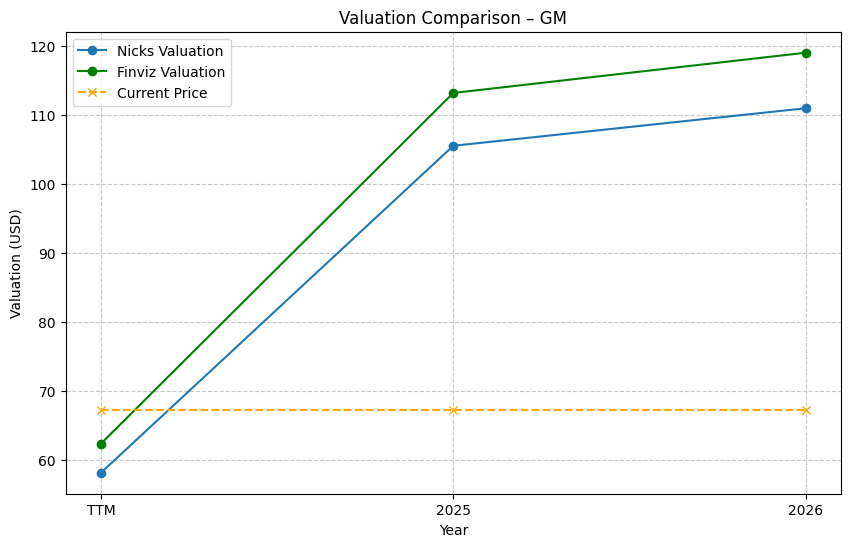 Valuation Comparison – GM
Nicks Valuation
Finviz Valuation
Current Price
Valuation (USD)
120
110
100
90
80
70
60
TTM
2025
2026
Year